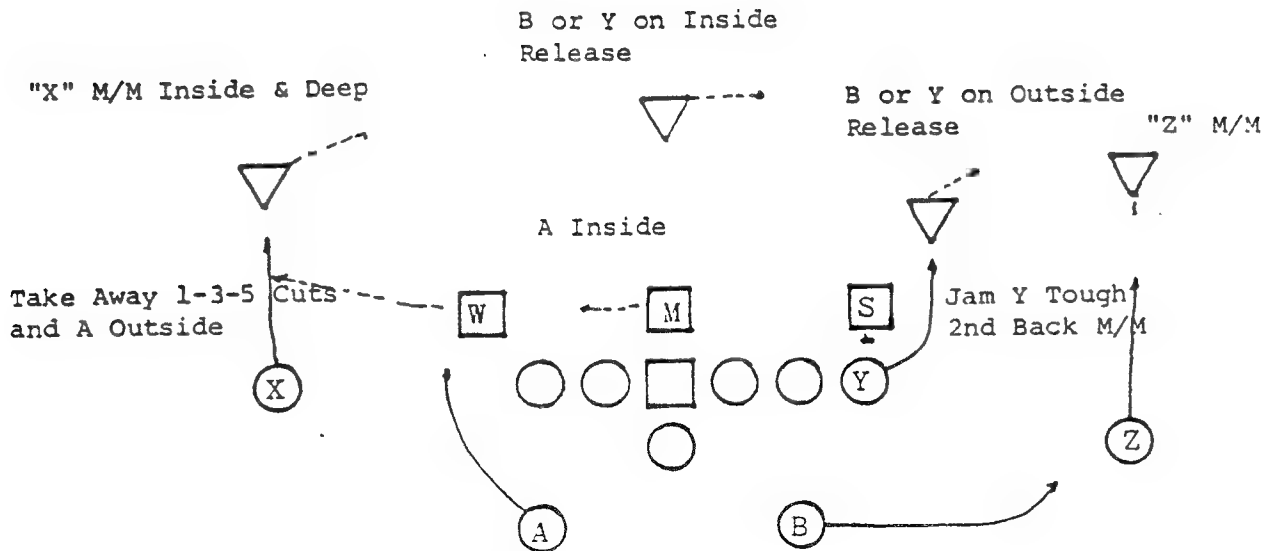 B or Y on Inside
Release
"X" M/M Inside & Deep
B or Y on Outside
Release
"Z" M/M
A Inside
Take Away 1-3-5 Cuts
and A Outside
W
M
S
Jam Y Tough
2nd Back M/M
X
Y
Z
A
B